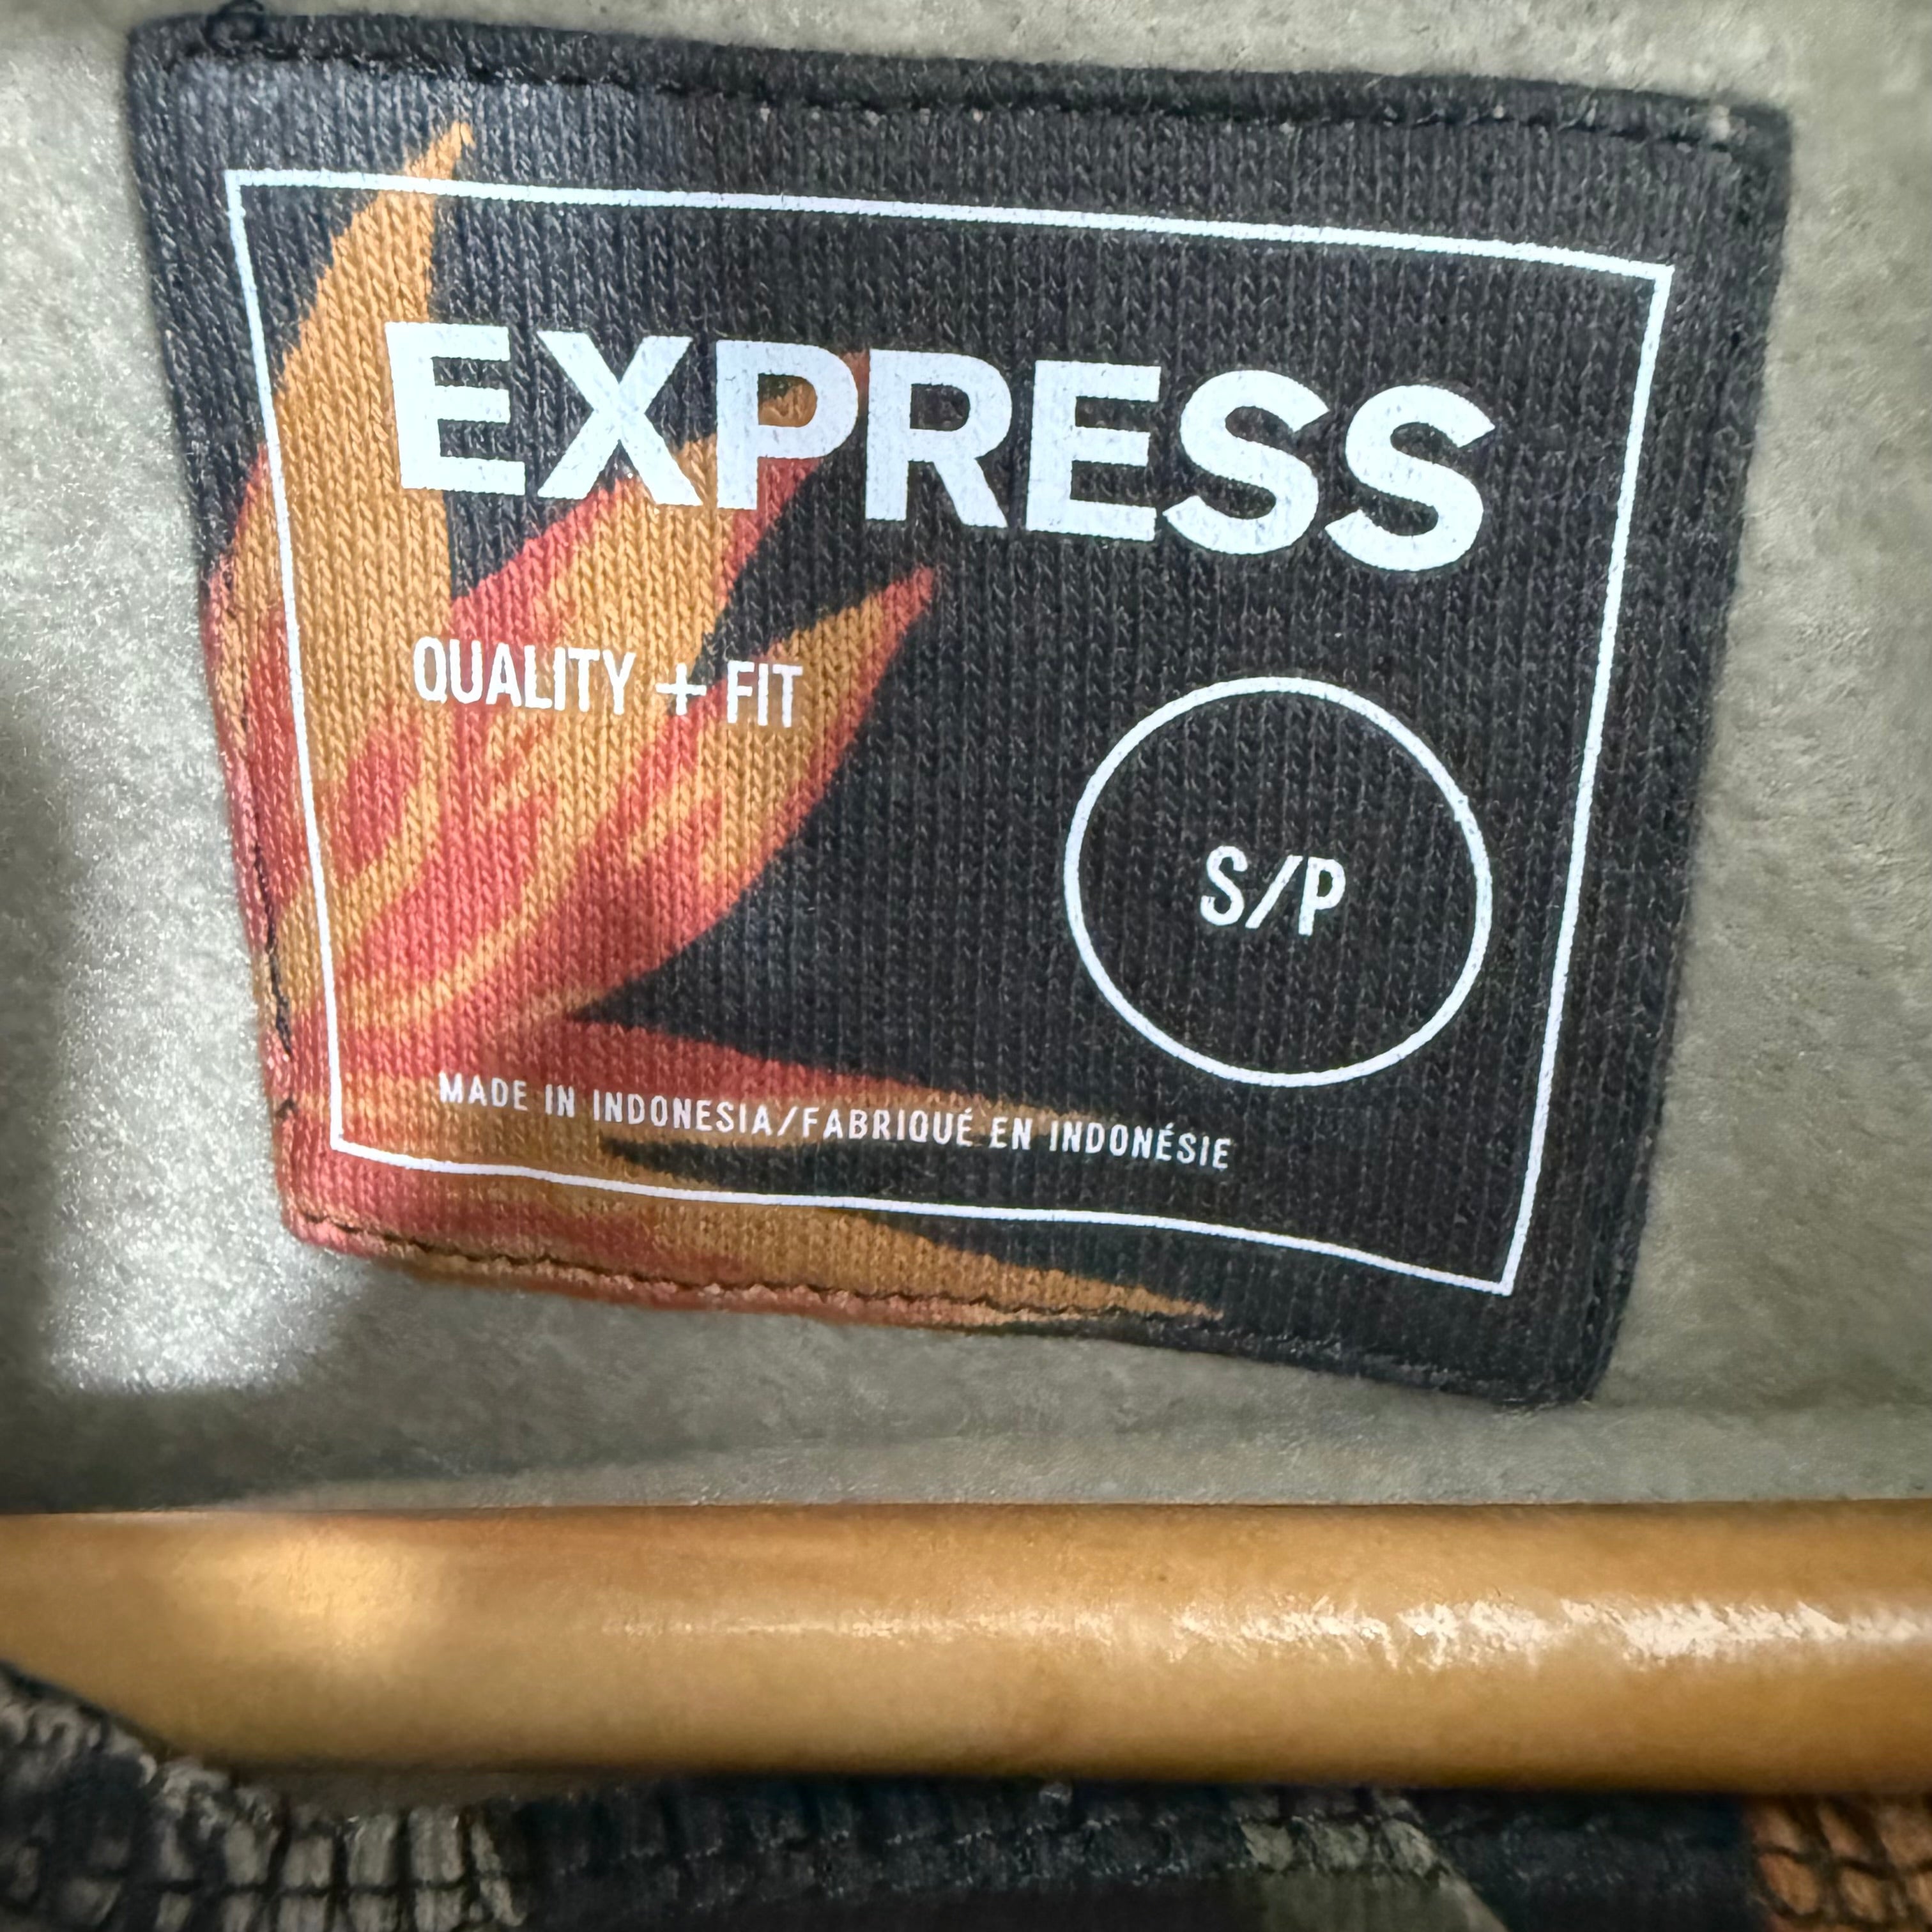 EXPRESS
QUALITY + FIT
S/P
MADE IN INDONESIA/FABRIQUÉ EN INDONÉSIE